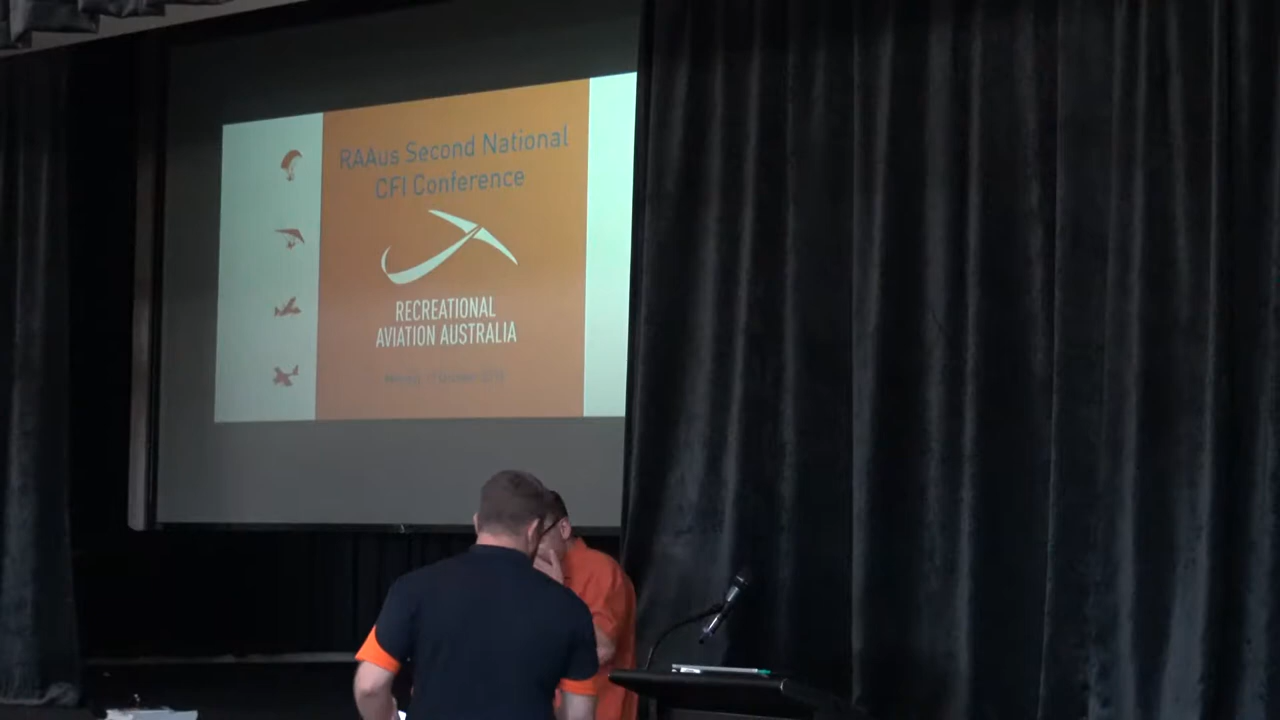 RAAus Second National
CFI Conference
RECREATIONAL
AVIATION AUSTRALIA